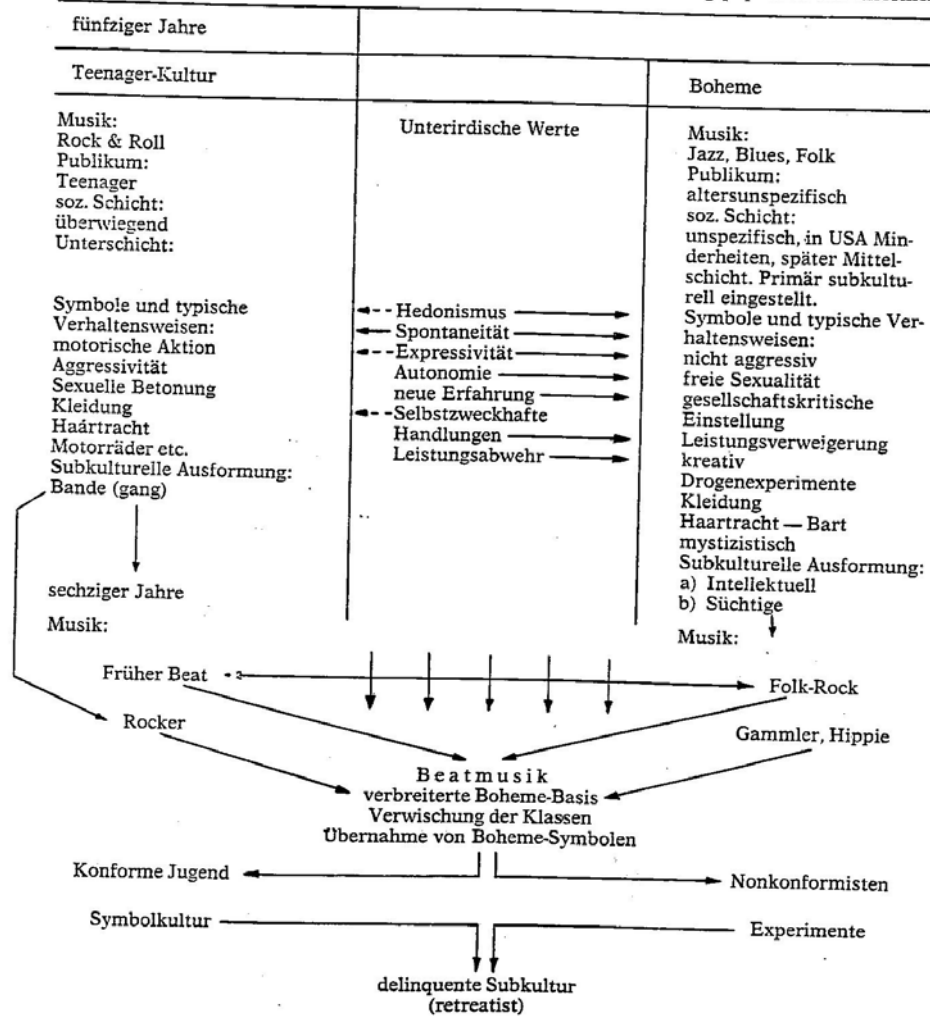 fünfziger Jahre
Teenager-Kultur
Musik:
Rock & Roll
Publikum:
Teenager
soz. Schicht:
überwiegend
Unterschicht:
Symbole und typische
Verhaltensweisen:
motorische Aktion
Aggressivität
Sexuelle Betonung
Kleidung
Haártracht
Motorräder etc.
Subkulturelle Ausformung:
Bande (gang)
sechziger Jahre
Musik:
Unterirdische Werte
Hedonismus
Spontaneität
Expressivität
Autonomie
neue Erfahrung
Selbstzweckhafte
Handlungen
Leistungsabwehr
Boheme
Musik:
Jazz, Blues, Folk
Publikum:
altersunspezifisch
soz. Schicht:
unspezifisch, in USA Min-
derheiten, später Mittel-
schicht. Primär subkultu-
rell eingestellt.
Symbole und typische Ver-
haltensweisen:
nicht aggressiv
freie Sexualität
gesellschaftskritische
Einstellung
Leistungsverweigerung
kreativ
Drogenexperimente
Kleidung
Haartracht — Bart
mystizistisch
Subkulturelle Ausformung:
a) Intellektuell
b) Süchtige
Musik:
Früher Beat
Folk-Rock
Rocker
Gammler, Hippie
Beatmusik
verbreiterte Boheme-Basis
Verwischung der Klassen
Übernahme von Boheme-Symbolen
Konforme Jugend
Nonkonformisten
Symbolkultur
Experimente
delinquente Subkultur
(retreatist)